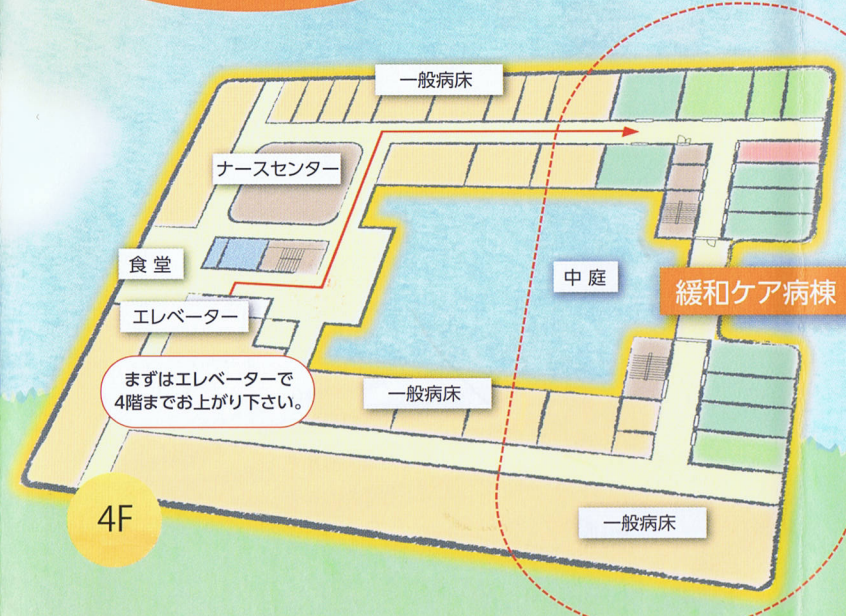 一般病床
ナースセンター
食堂
中庭
緩和ケア病棟
エレベーター
まずはエレベーターで
4階までお上がり下さい。
一般病床
4F
一般病床